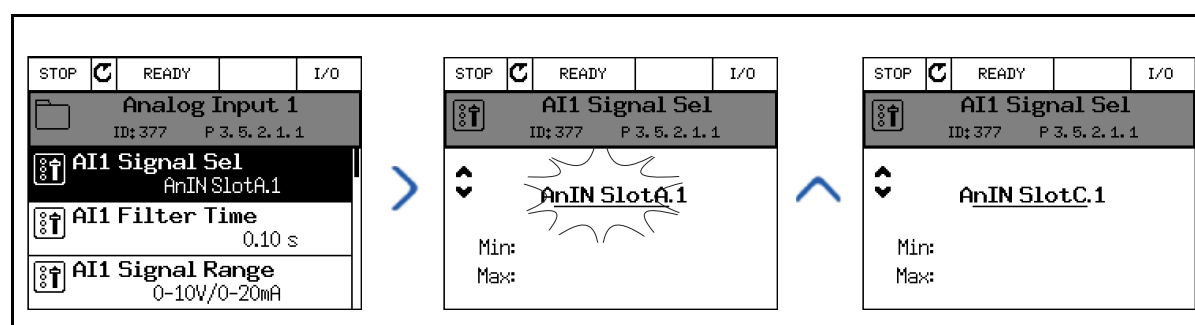 STOP READY I/O
Analog Input 1
ID: 377 P 3.5.2.1.1
AI1 Signal Sel
AnIN SlotA.1
AI1 Filter Time
0.10 s
AI1 Signal Range
0-10V/0-20mA
STOP READY I/O
AI1 Signal Sel
ID: 377 P 3.5.2.1.1
AnIN SlotA.1
Min:
Max:
STOP READY I/O
AI1 Signal Sel
ID: 377 P 3.5.2.1.1
AnIN SlotC.1
Min:
Max: